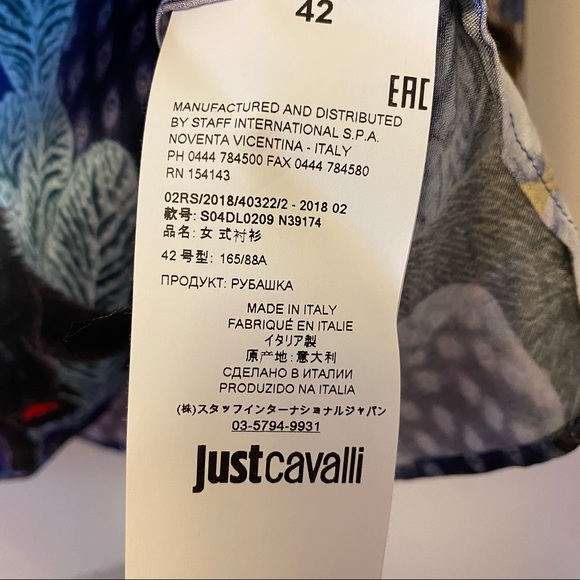 42
EAC
MANUFACTURED AND DISTRIBUTED
BY STAFF INTERNATIONAL S.P.A.
NOVENTA VICENTINA - ITALY
PH 0444 784500 FAX 0444 784580
RN 154143
02RS/2018/40322/2 - 2018 02
款号: S04DL0209 N39174
品名: 女 式衬衫
42 号型: 165/88A
ПРОДУКТ: РУБАШКА
MADE IN ITALY
FABRIQUÉ EN ITALIE
イタリア製
原产地: 意大利
СДЕЛАНО В ИТАЛИИ
PRODUZIDO NA ITALIA
(株)スタッフインターナショナルジャパン
03-5794-9931
justcavalli